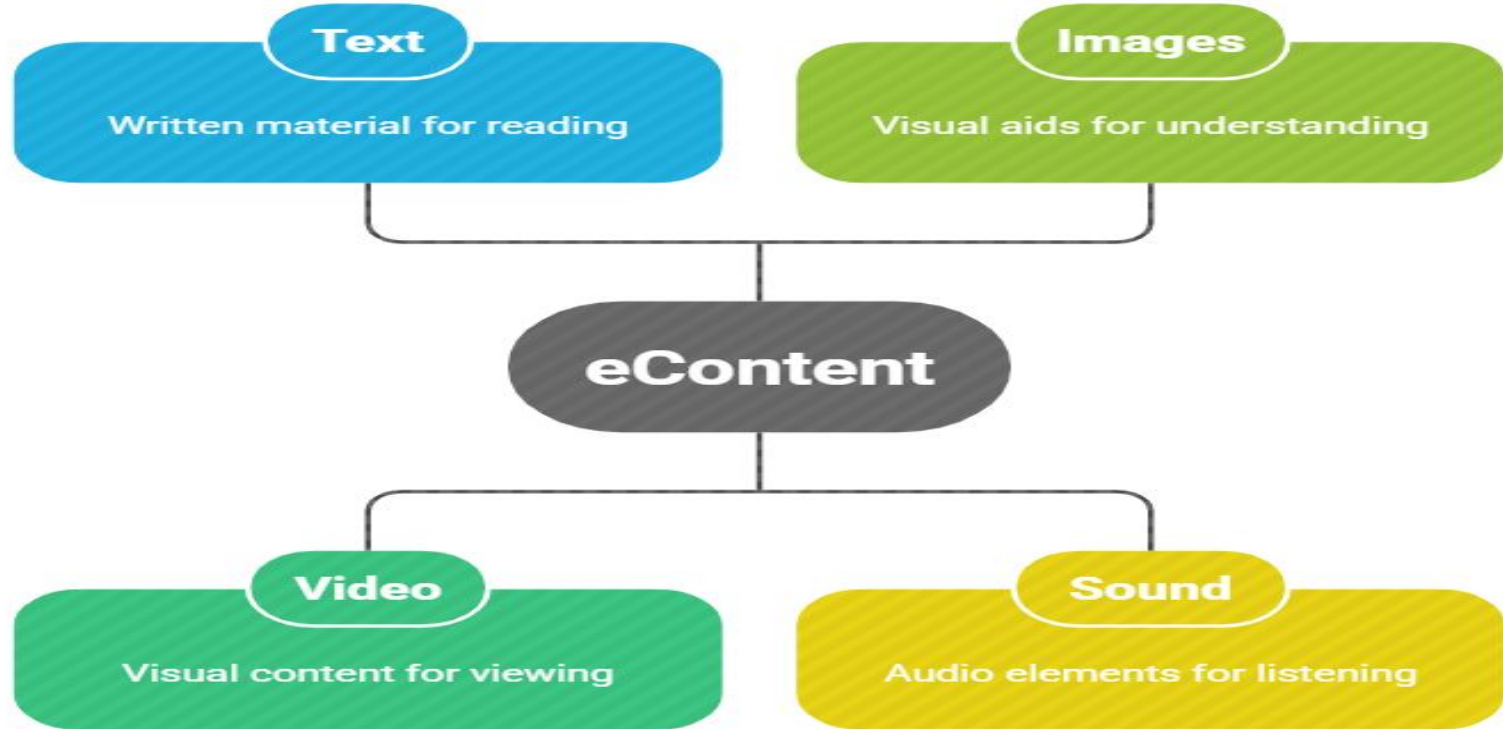 Text
Written material for reading
Images
Visual aids for understanding
eContent
Video
Visual content for viewing
Sound
Audio elements for listening